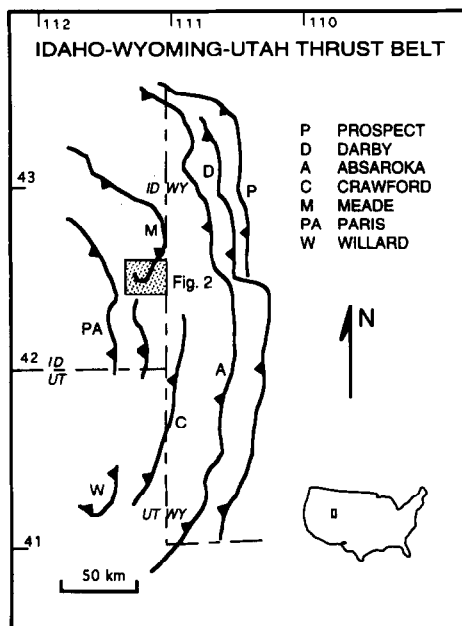 112 111 110
IDAHO-WYOMING-UTAH THRUST BELT
P PROSPECT
D DARBY
A ABSAROKA
C CRAWFORD
M MEADE
PA PARIS
W WILLARD
D
ID WY
P
43
M
Fig. 2
N
PA
42
ID
UT
A
C
W
UT WY
41
50 km